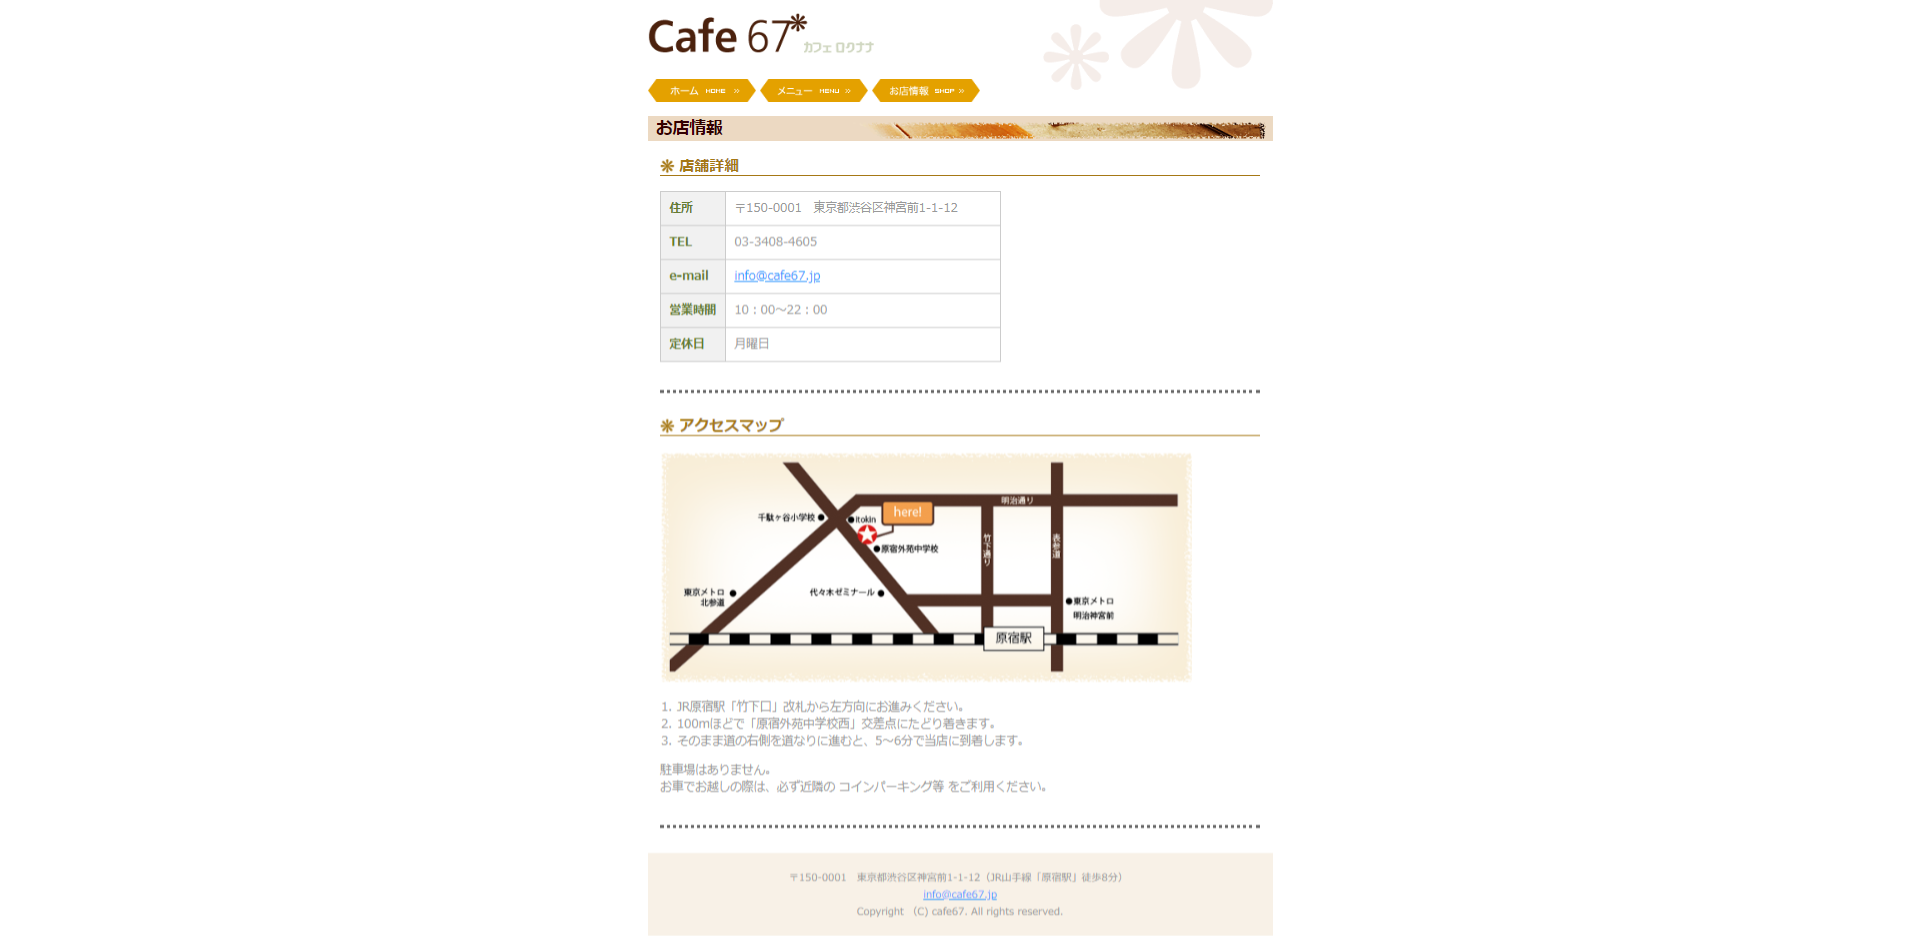 Cafe 67
カフェ ロクナナ
ホーム HOME »
メニュー MENU »
お店情報 SHOP »
お店情報
店舗詳細
住所 〒150-0001 東京都渋谷区神宮前1-1-12
TEL 03-3408-4605
e-mail info@cafe67.jp
営業時間 10：00～22：00
定休日 月曜日
アクセスマップ
明治通り
here!
千駄ヶ谷小学校
itokin
竹下通り
表参道
原宿外苑中学校
東京メトロ
北参道
代々木ゼミナール
東京メトロ
明治神宮前
原宿駅
1. JR原宿駅「竹下口」改札から左方向にお進みください。
2. 100mほどで「原宿外苑中学校西」交差点にたどり着きます。
3. そのまま道の右側を道なりに進むと、5～6分で当店に到着します。
駐車場はありません。
お車でお越しの際は、必ず近隣の コインパーキング等 をご利用ください。
〒150-0001 東京都渋谷区神宮前1-1-12（JR山手線「原宿駅」徒歩8分）
info@cafe67.jp
Copyright （C) cafe67. All rights reserved.